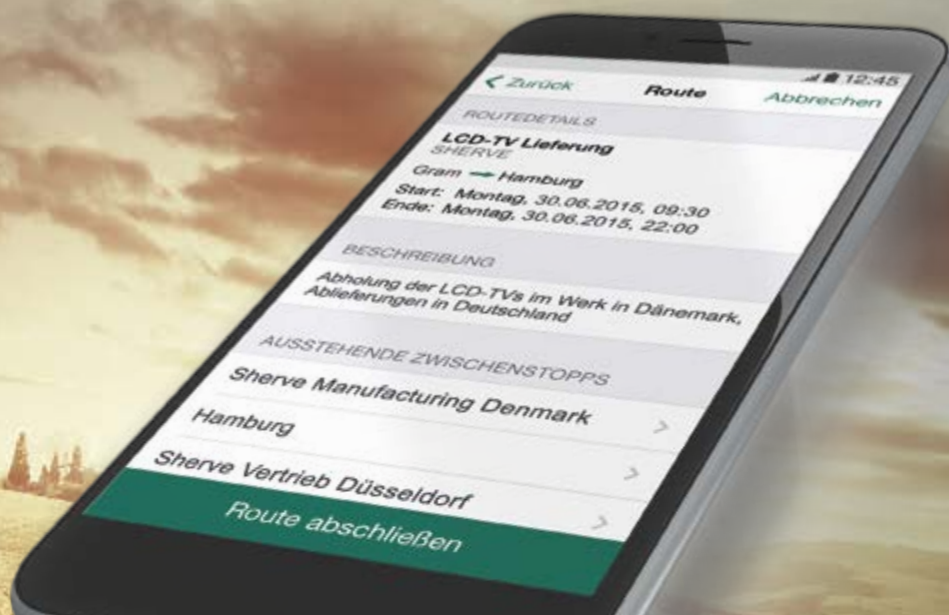 12:45
Zurück Route Abbrechen
ROUTEDETAILS
LCD-TV Lieferung
SHERVE
Gram → Hamburg
Start: Montag, 30.06.2015, 09:30
Ende: Montag, 30.06.2015, 22:00
BESCHREIBUNG
Abholung der LCD-TVs im Werk in Dänemark,
Ablieferungen in Deutschland
AUSSTEHENDE ZWISCHENSTOPPS
Sherve Manufacturing Denmark
Hamburg
Sherve Vertrieb Düsseldorf
Route abschließen